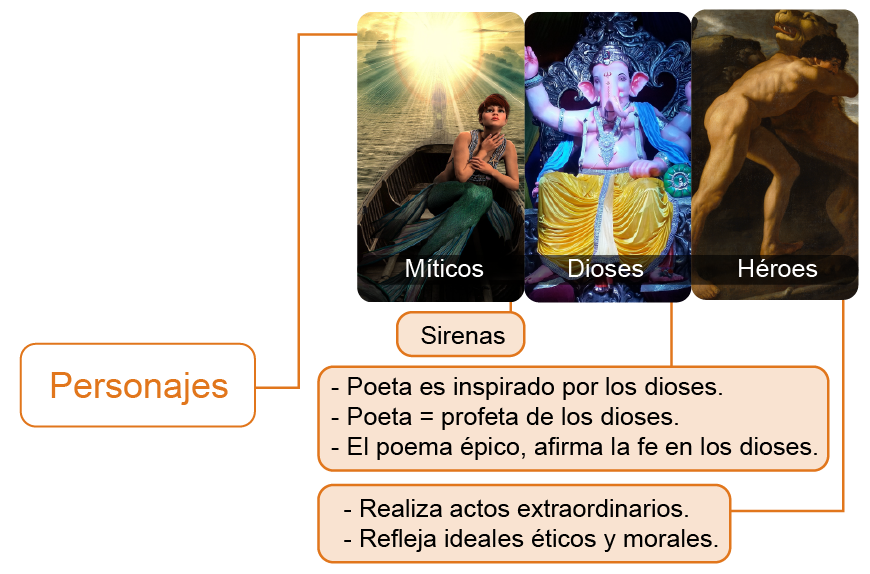 Míticos
Dioses
Héroes
Sirenas
Personajes
- Poeta es inspirado por los dioses.
- Poeta = profeta de los dioses.
- El poema épico, afirma la fe en los dioses.
- Realiza actos extraordinarios.
- Refleja ideales éticos y morales.